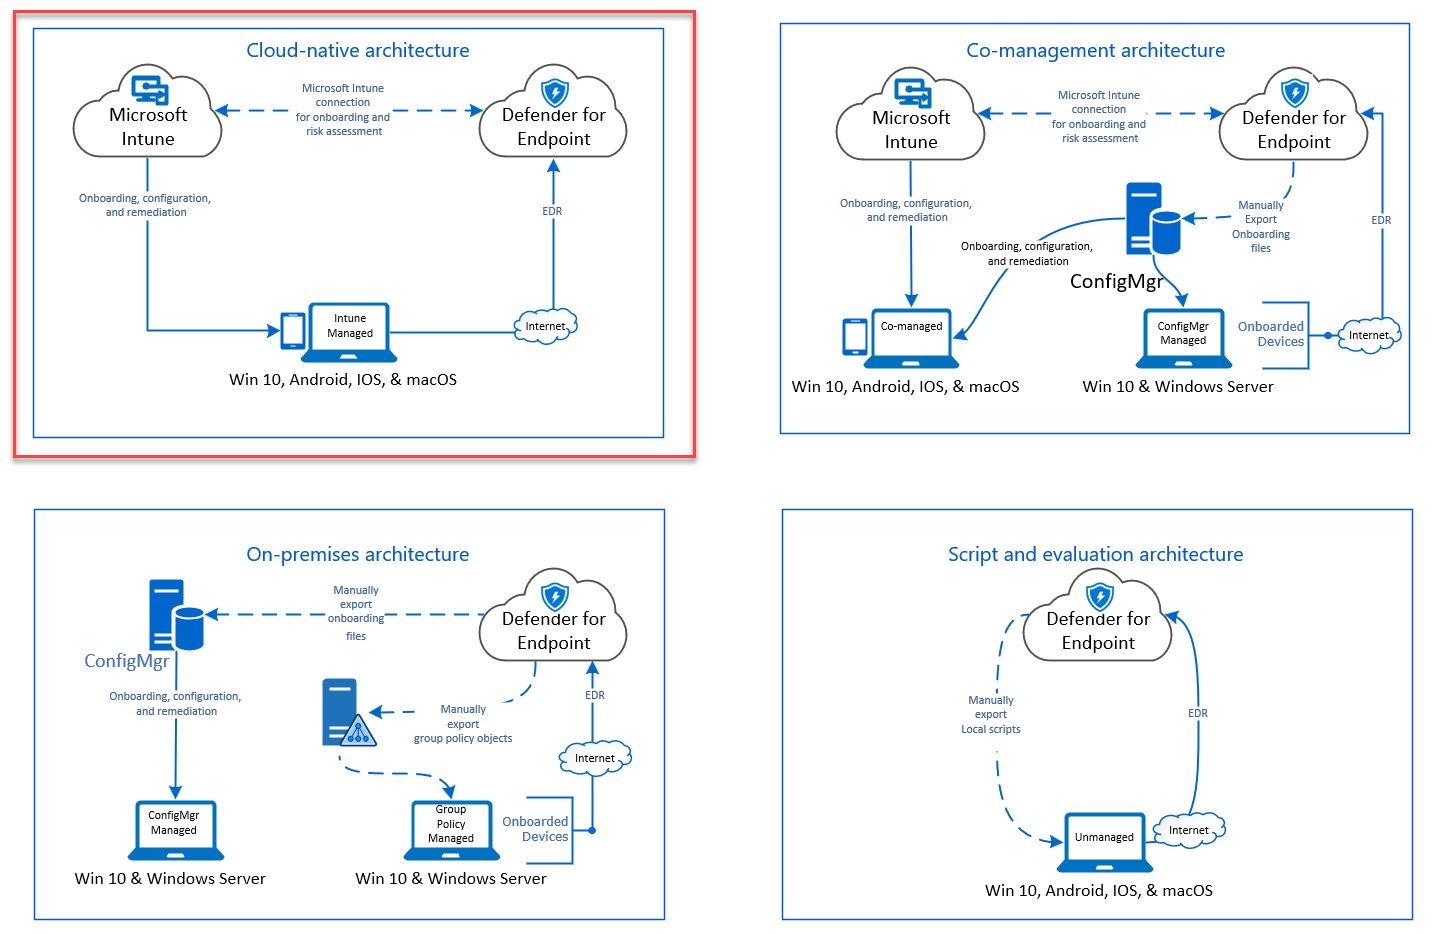 Cloud-native architecture
Microsoft
Intune
Microsoft Intune
connection
for onboarding and
risk assessment
Defender for
Endpoint
Onboarding, configuration,
and remediation
EDR
Intune
Managed
Internet
Win 10, Android, IOS, & macOS
Co-management architecture
Microsoft
Intune
Microsoft Intune
connection
for onboarding and
risk assessment
Defender for
Endpoint
Onboarding, configuration,
and remediation
Manually
Export
Onboarding
files
EDR
Onboarding, configuration,
and remediation
ConfigMgr
Co-managed
ConfigMgr
Managed
Onboarded
Devices
Internet
Win 10, Android, IOS, & macOS
Win 10 & Windows Server
On-premises architecture
Manually
export
onboarding
files
Defender for
Endpoint
ConfigMgr
Onboarding, configuration,
and remediation
Manually
export
group policy objects
EDR
Internet
ConfigMgr
Managed
Group
Policy
Managed
Onboarded
Devices
Win 10 & Windows Server
Win 10 & Windows Server
Script and evaluation architecture
Defender for
Endpoint
Manually
export
Local scripts
EDR
Unmanaged
Internet
Win 10, Android, IOS, & macOS